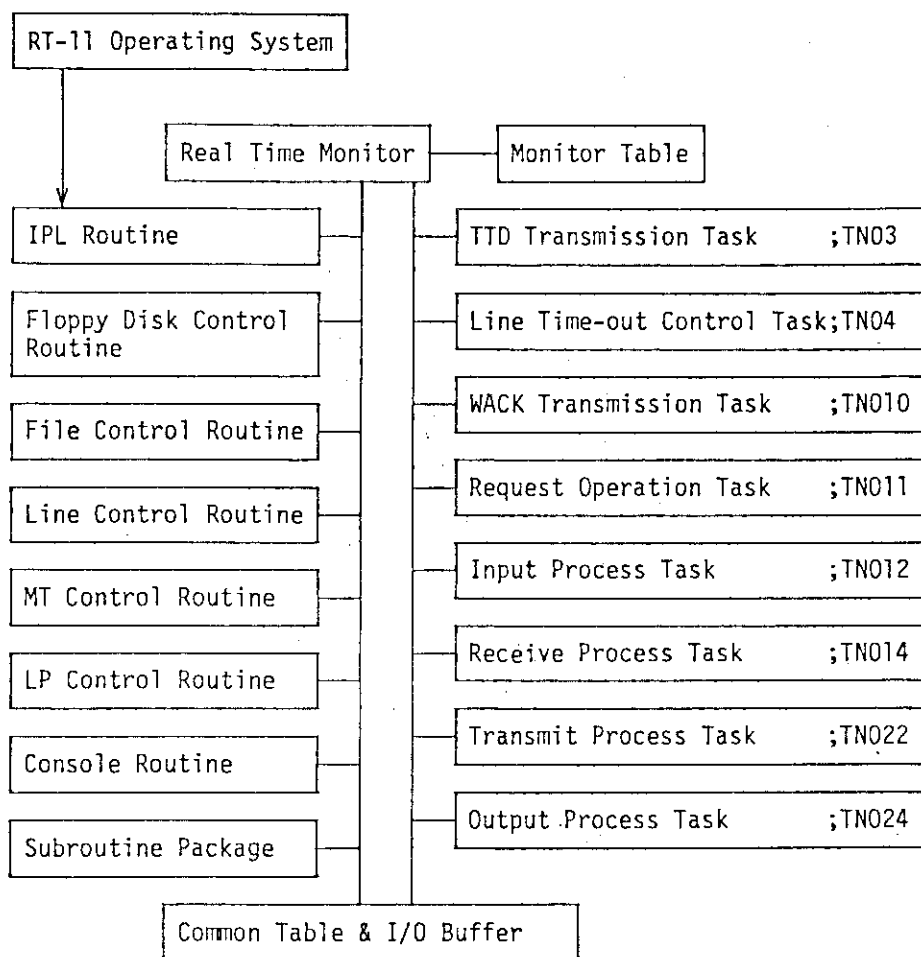 RT-11 Operating System
Real Time Monitor
Monitor Table
IPL Routine
Floppy Disk Control
Routine
File Control Routine
Line Control Routine
MT Control Routine
LP Control Routine
Console Routine
Subroutine Package
TTD Transmission Task ;TN03
Line Time-out Control Task;TN04
WACK Transmission Task ;TN010
Request Operation Task ;TN011
Input Process Task ;TN012
Receive Process Task ;TN014
Transmit Process Task ;TN022
Output Process Task ;TN024
Common Table & I/O Buffer